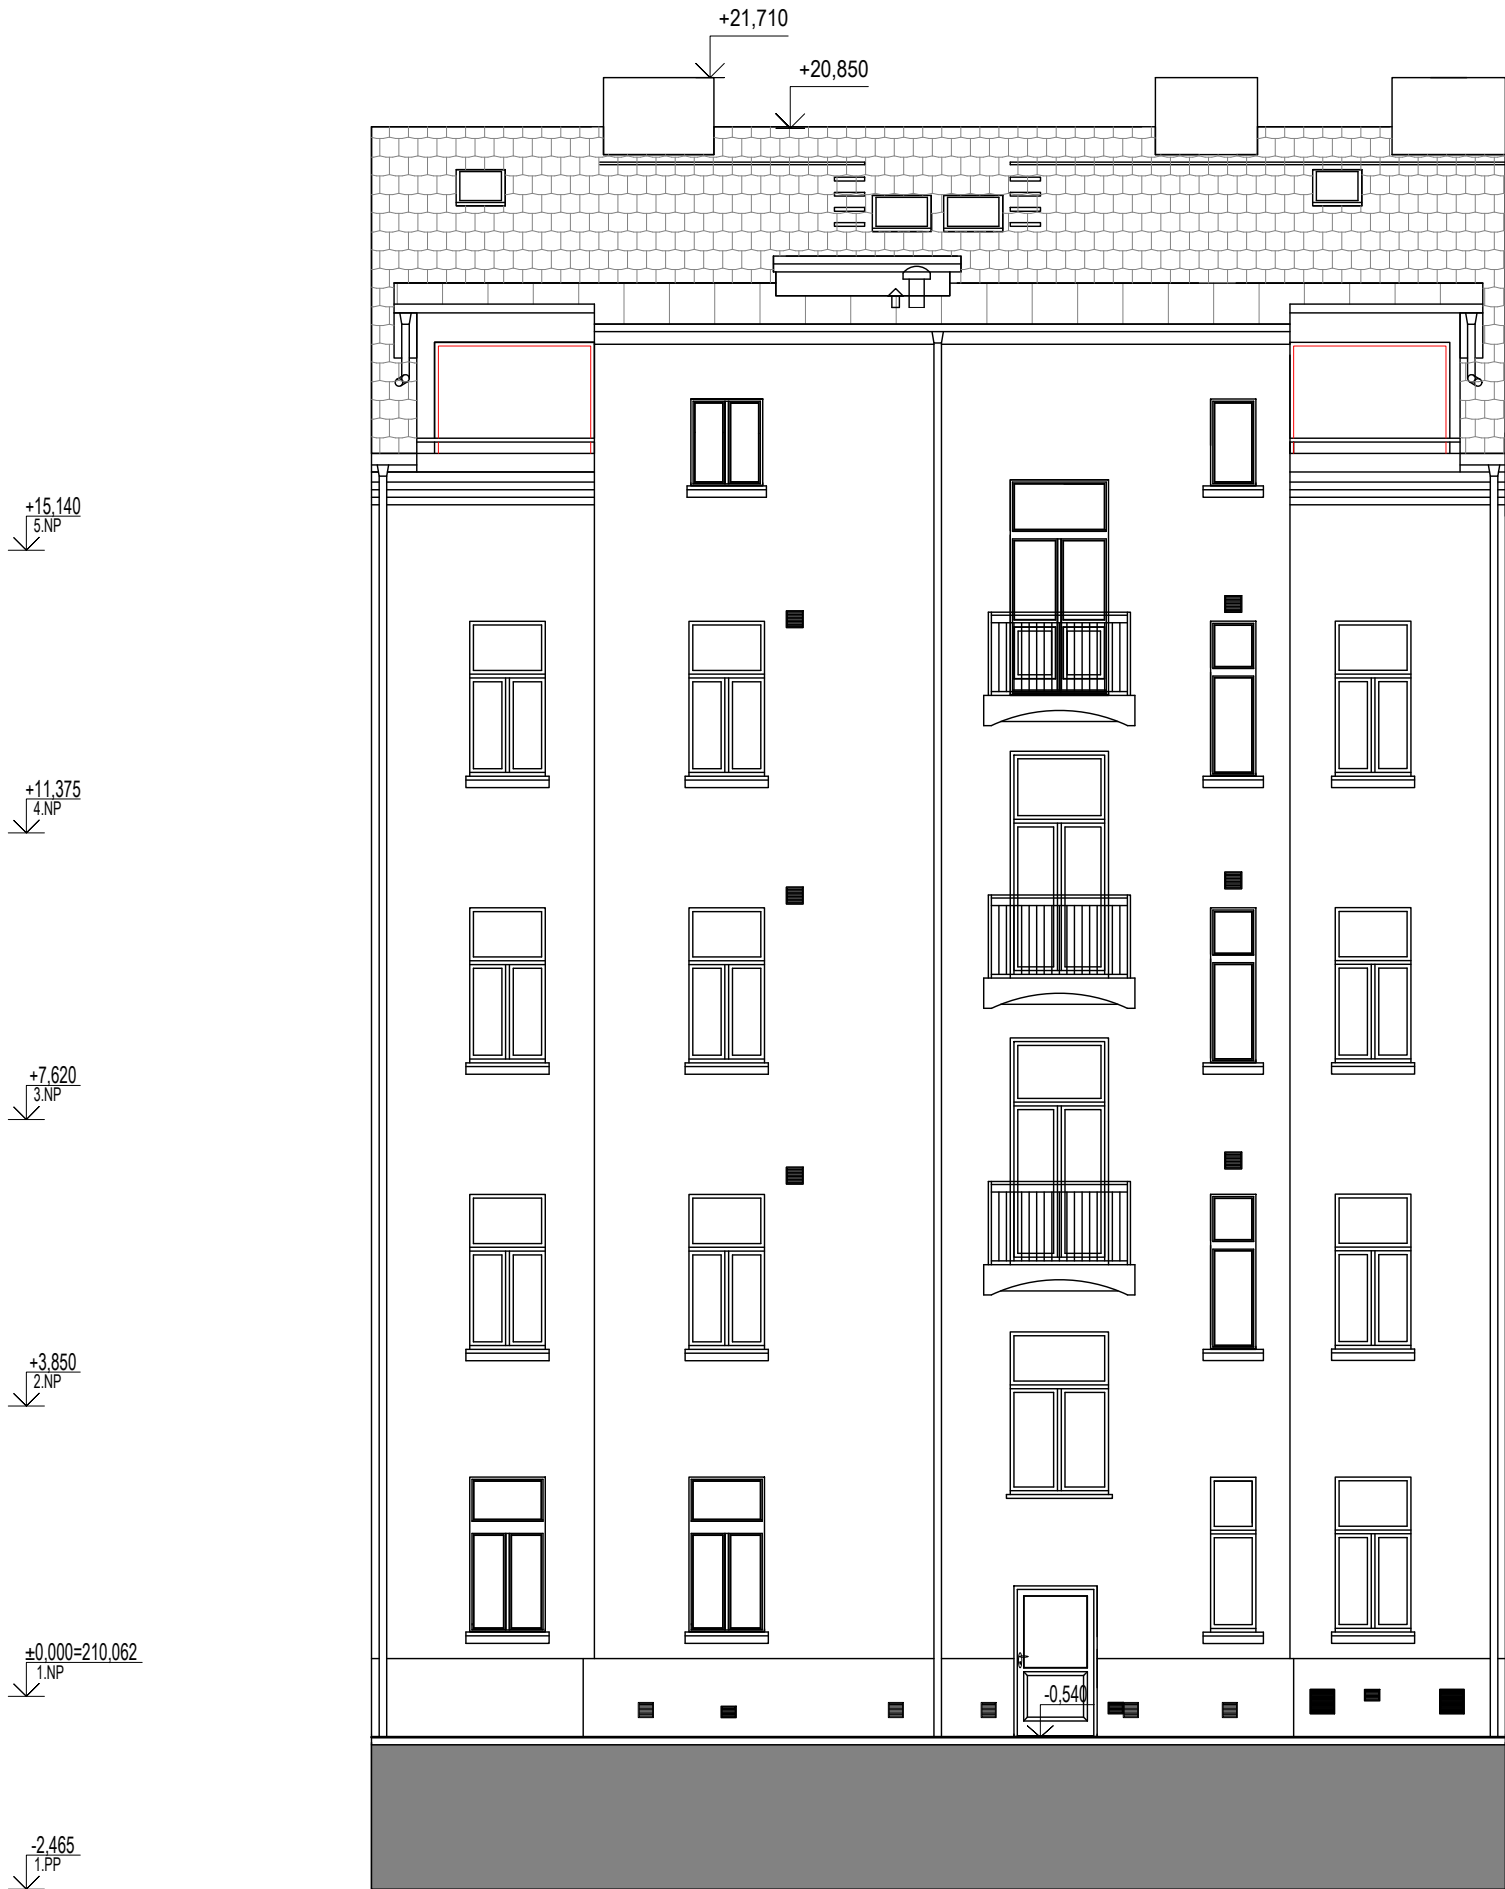 +21,710
+20,850
+15,140
5.NP
+11,375
4.NP
+7,620
3.NP
+3,850
2.NP
±0,000=210,062
1.NP
-0,540
-2,465
1.PP